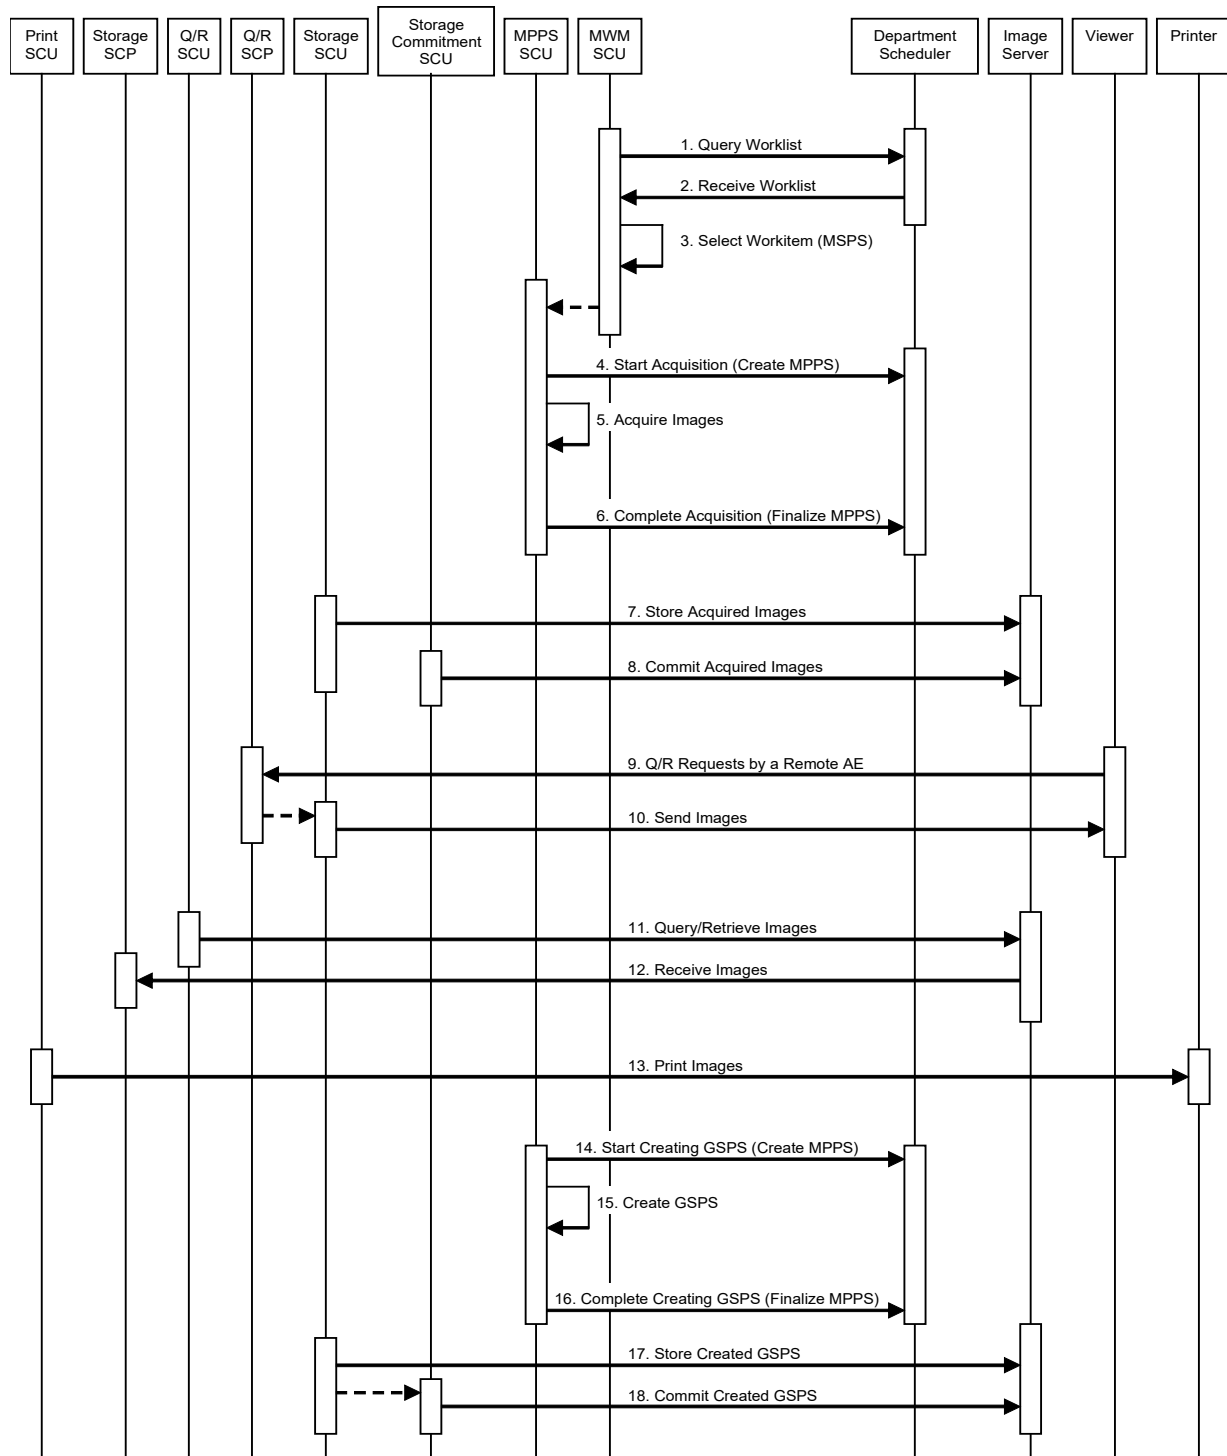 Print
SCU
Storage
SCP
Q/R
SCU
Q/R
SCP
Storage
SCU
Storage
Commitment
SCU
MPPS
SCU
MWM
SCU
Department
Scheduler
Image
Server
Viewer
Printer
1. Query Worklist
2. Receive Worklist
3. Select Workitem (MSPS)
4. Start Acquisition (Create MPPS)
5. Acquire Images
6. Complete Acquisition (Finalize MPPS)
7. Store Acquired Images
8. Commit Acquired Images
9. Q/R Requests by a Remote AE
10. Send Images
11. Query/Retrieve Images
12. Receive Images
13. Print Images
14. Start Creating GSPS (Create MPPS)
15. Create GSPS
16. Complete Creating GSPS (Finalize MPPS)
17. Store Created GSPS
18. Commit Created GSPS